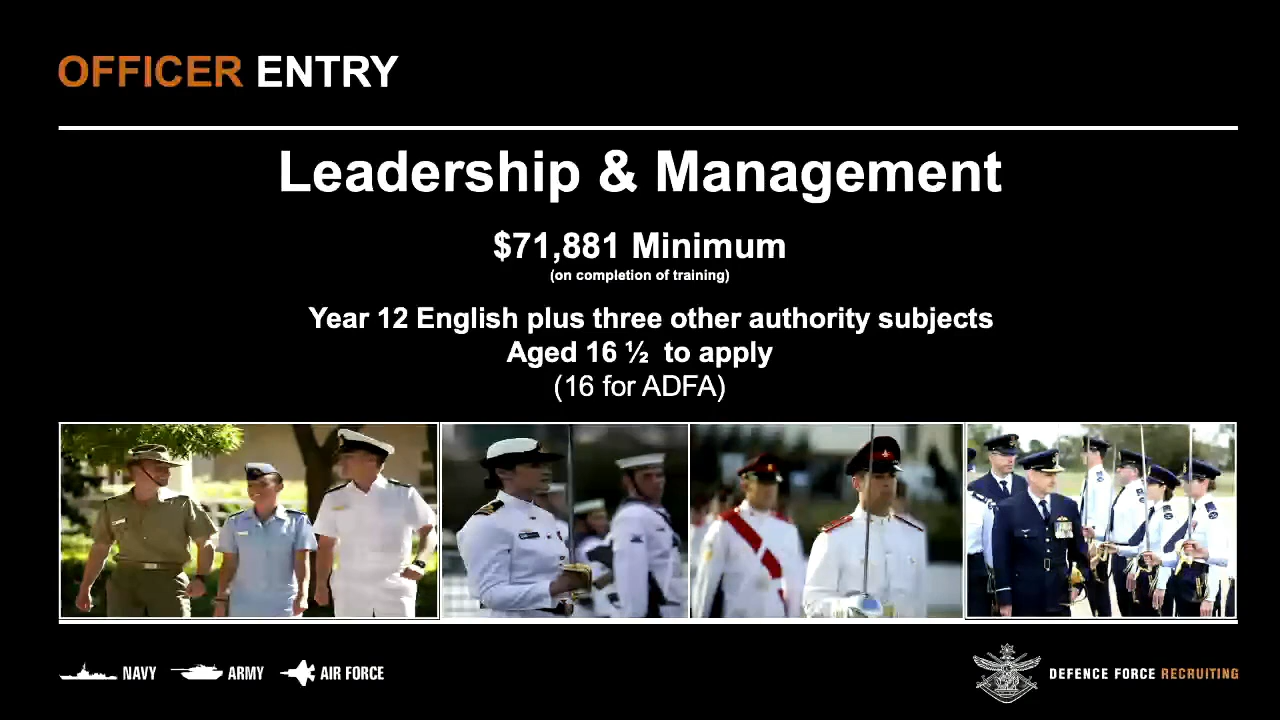 OFFICER ENTRY
Leadership & Management
$71,881 Minimum
(on completion of training)
Year 12 English plus three other authority subjects
Aged 16 ½  to apply
(16 for ADFA)
NAVY ARMY AIR FORCE
DEFENCE FORCE RECRUITING